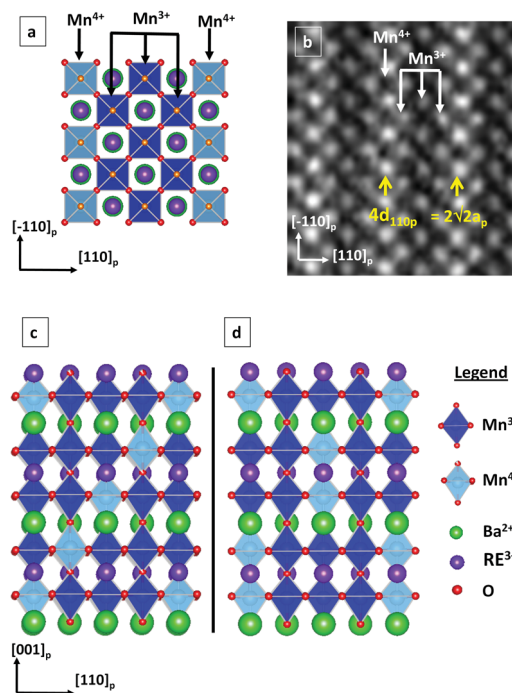 a
Mn4+ Mn3+ Mn4+
[-110]p
[110]p
b
Mn4+
Mn3+
4d110p = 2√2ap
[-110]p
[110]p
c
d
Legend
Mn3
Mn4
Ba2+
RE3+
O
[001]p
[110]p